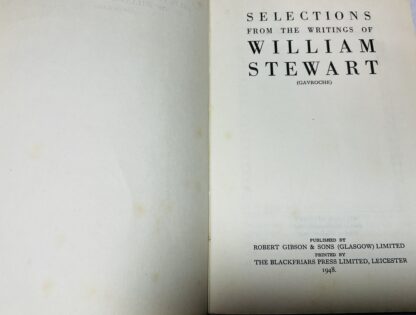 SELECTIONS
FROM THE WRITINGS OF
WILLIAM
STEWART
(GAVROCHE)
PUBLISHED BY
ROBERT GIBSON & SONS (GLASGOW) LIMITED
PRINTED BY
THE BLACKFRIARS PRESS LIMITED, LEICESTER
1948.